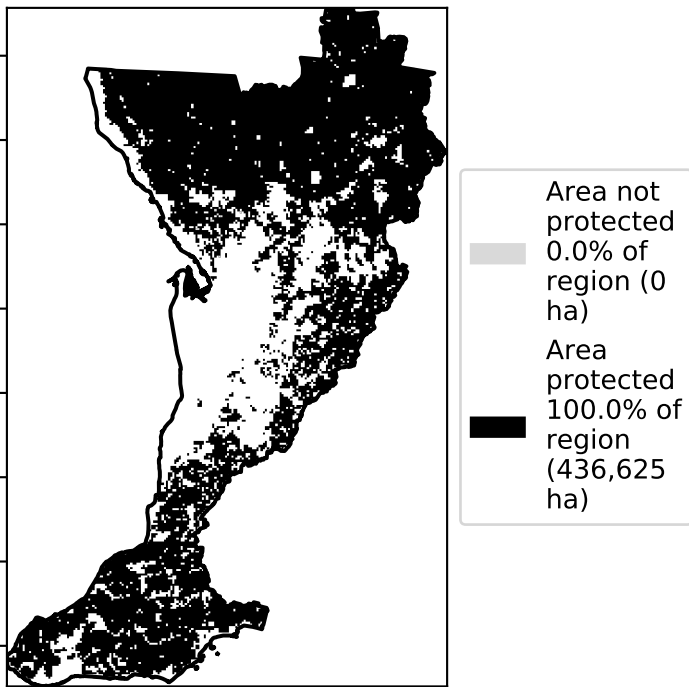 Area not
protected
0.0% of
region (0
ha)
Area
protected
100.0% of
region
(436,625
ha)